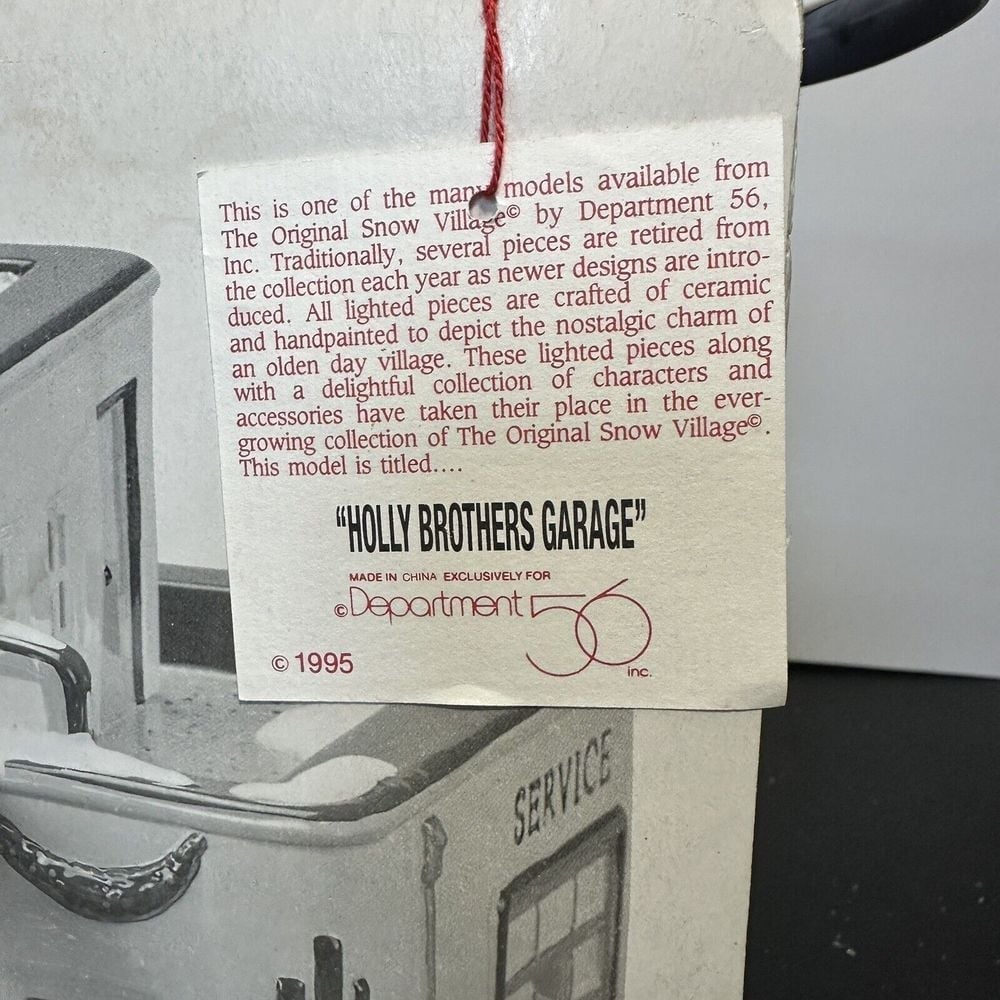 This is one of the many models available from
The Original Snow Village© by Department 56,
Inc. Traditionally, several pieces are retired from
the collection each year as newer designs are intro-
duced. All lighted pieces are crafted of ceramic
and handpainted to depict the nostalgic charm of
an olden day village. These lighted pieces along
with a delightful collection of characters and
accessories have taken their place in the ever-
growing collection of The Original Snow Village©.
This model is titled....
“HOLLY BROTHERS GARAGE”
MADE IN CHINA EXCLUSIVELY FOR
©Department 56
inc.
© 1995
SERVICE